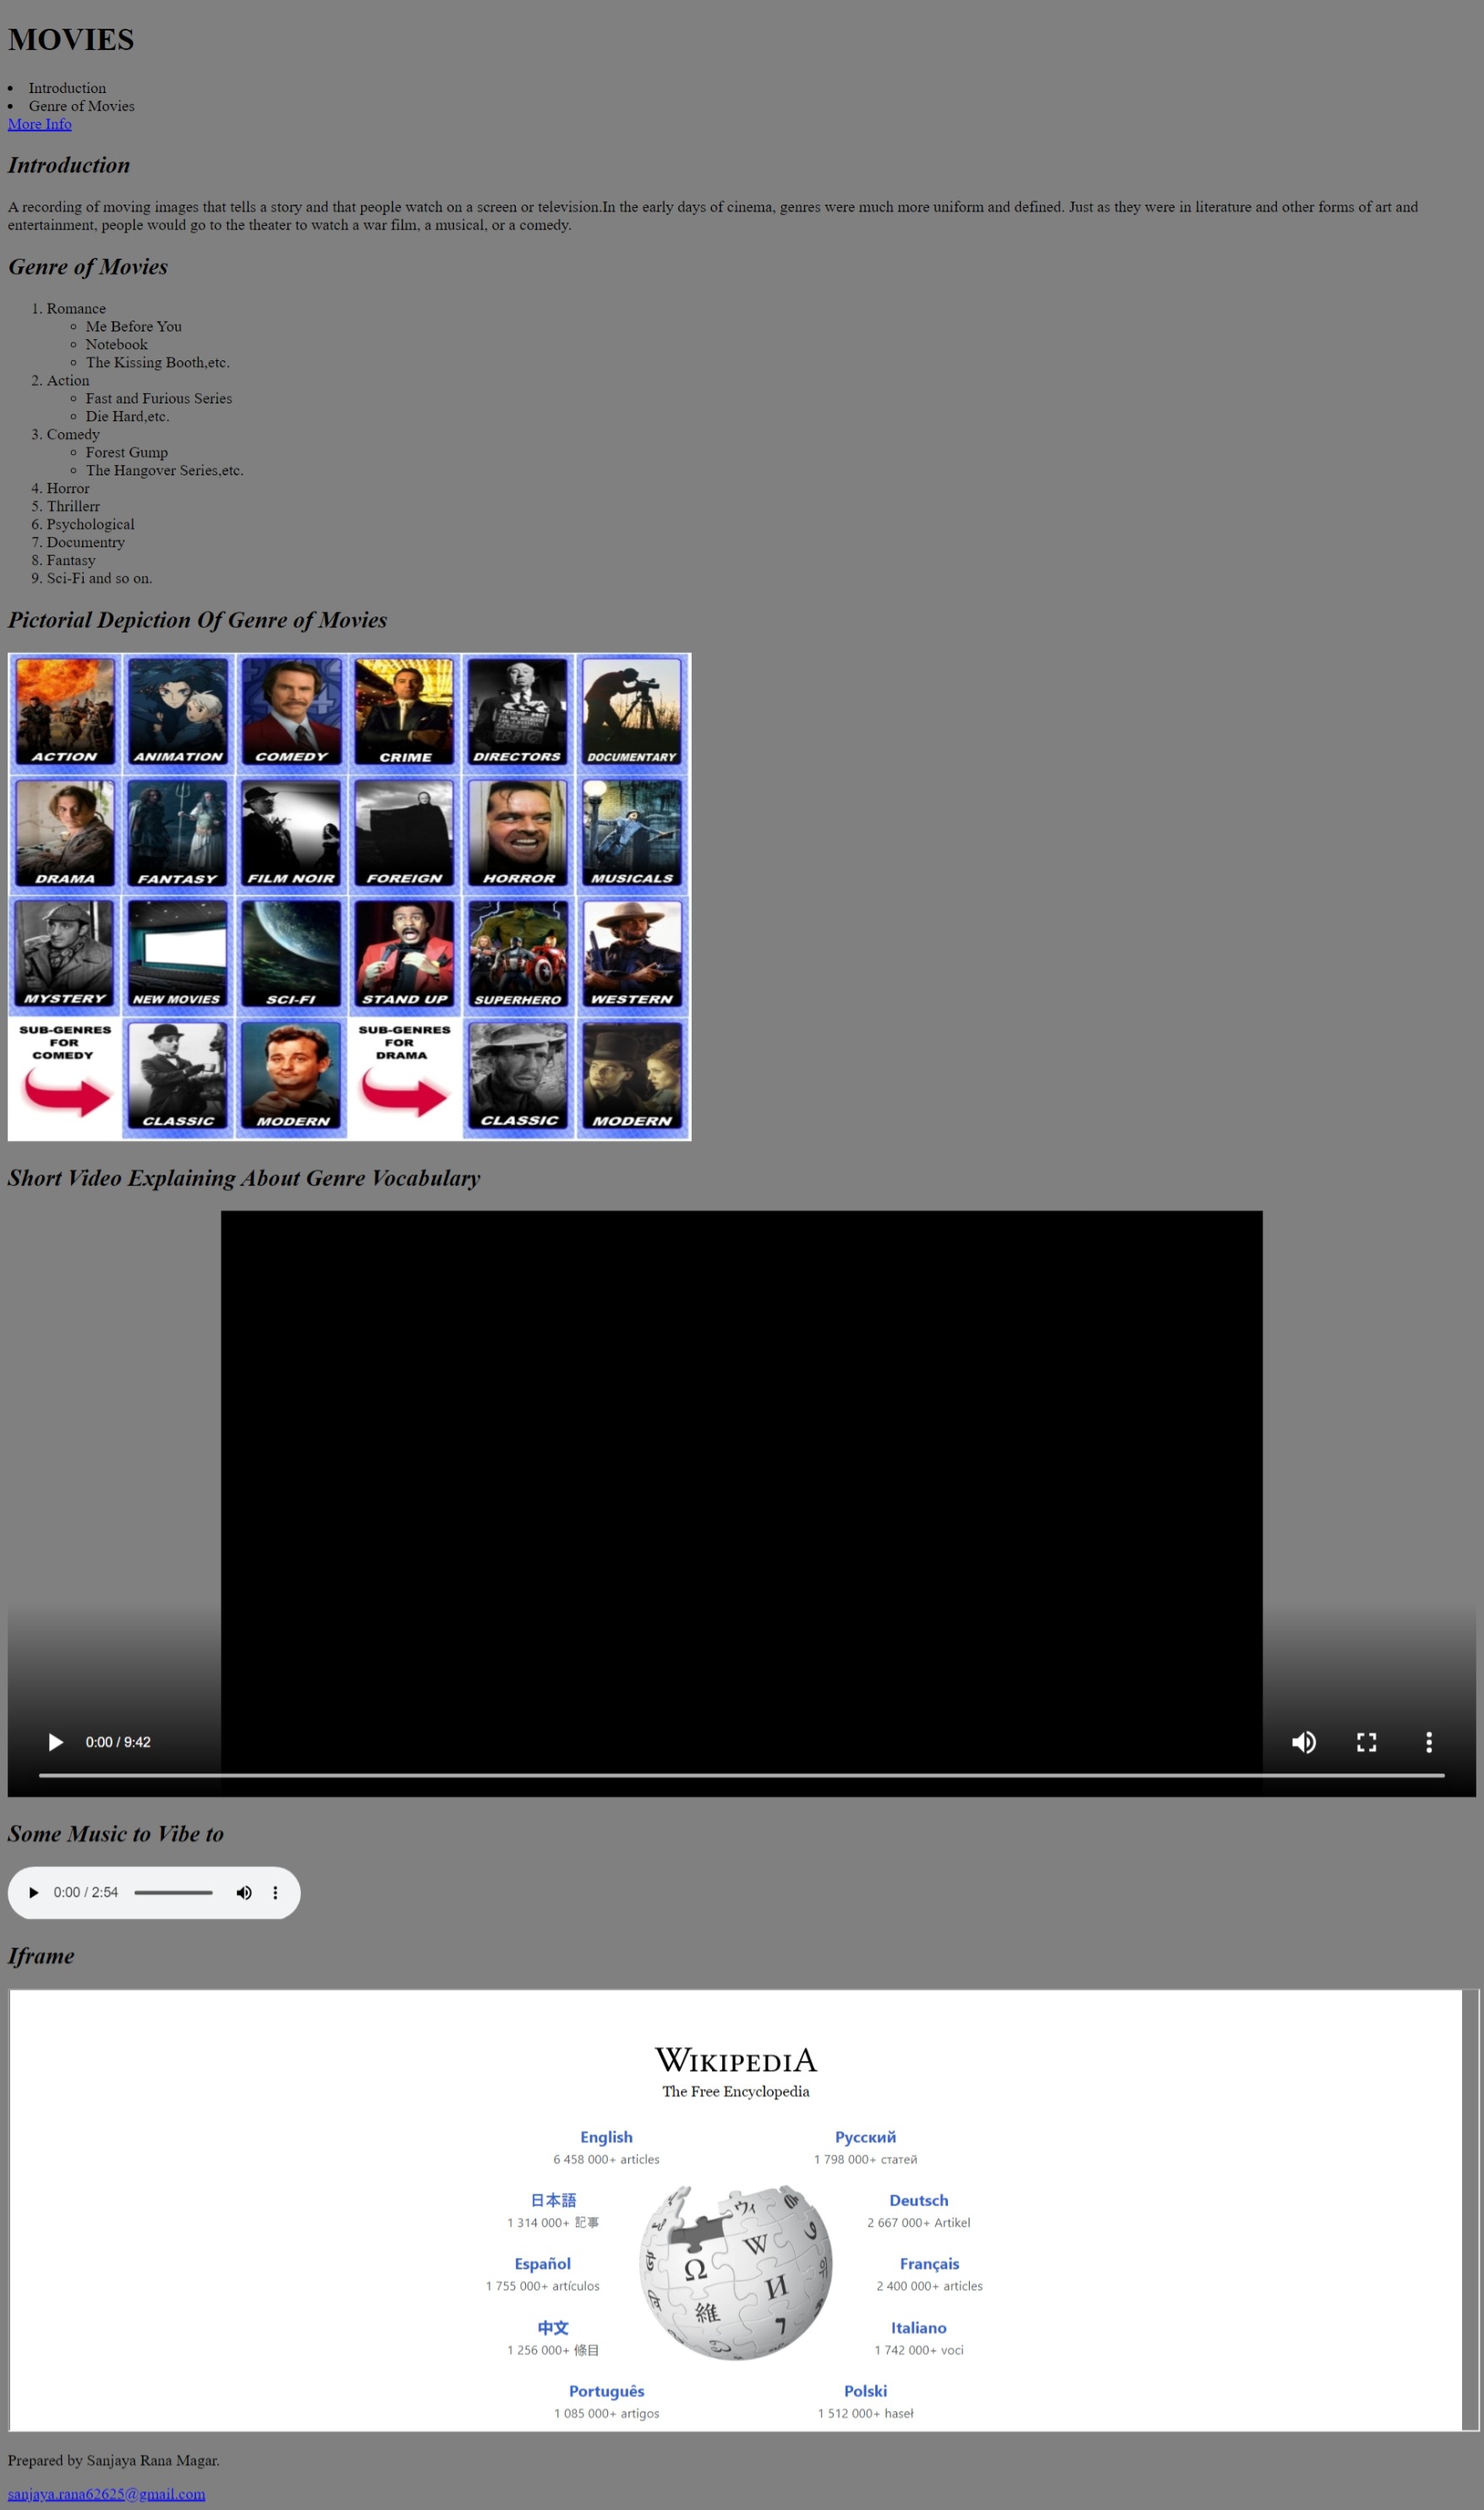 MOVIES
Introduction
Genre of Movies
More Info
Introduction
A recording of moving images that tells a story and that people watch on a screen or television.In the early days of cinema, genres were much more uniform and defined. Just as they were in literature and other forms of art and
entertainment, people would go to the theater to watch a war film, a musical, or a comedy.
Genre of Movies
1. Romance
Me Before You
Notebook
The Kissing Booth,etc.
2. Action
Fast and Furious Series
Die Hard,etc.
3. Comedy
Forest Gump
The Hangover Series,etc.
4. Horror
5. Thrillerr
6. Psychological
7. Documentry
8. Fantasy
9. Sci-Fi and so on.
Pictorial Depiction Of Genre of Movies
ACTION ANIMATION COMEDY CRIME DIRECTORS DOCUMENTARY
DRAMA FANTASY FILM NOIR FOREIGN HORROR MUSICALS
MYSTERY NEW MOVIES SCI-FI STAND UP SUPERHERO WESTERN
SUB-GENRES
FOR
COMEDY
CLASSIC MODERN
SUB-GENRES
FOR
DRAMA
CLASSIC MODERN
Short Video Explaining About Genre Vocabulary
0:00 / 9:42
Some Music to Vibe to
0:00 / 2:54
Iframe
WIKIPEDIA
The Free Encyclopedia
English
6 458 000+ articles
Русский
1 798 000+ статей
日本語
1 314 000+ 記事
Deutsch
2 667 000+ Artikel
Español
1 755 000+ artículos
Français
2 400 000+ articles
中文
1 256 000+ 條目
Italiano
1 742 000+ voci
Português
1 085 000+ artigos
Polski
1 512 000+ haseł
Ω W И 維 ウィ 7
Prepared by Sanjaya Rana Magar.
sanjaya.rana62625@gmail.com